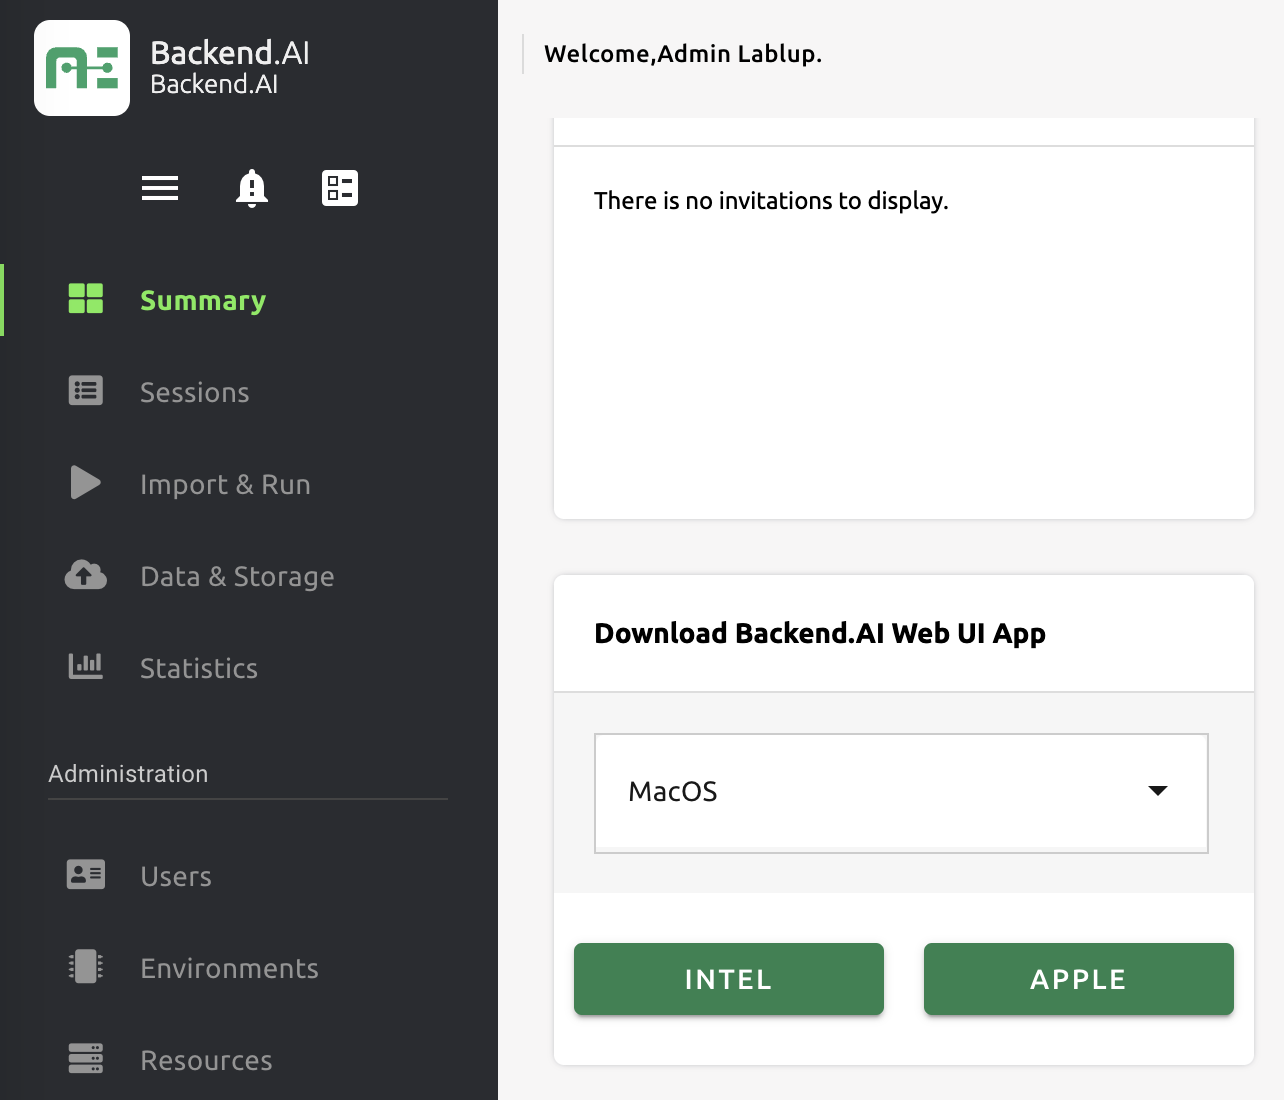 Backend.AI
Backend.AI
Summary
Sessions
Import & Run
Data & Storage
Statistics
Administration
Users
Environments
Resources
Welcome,Admin Lablup.
There is no invitations to display.
Download Backend.AI Web UI App
MacOS
INTEL
APPLE